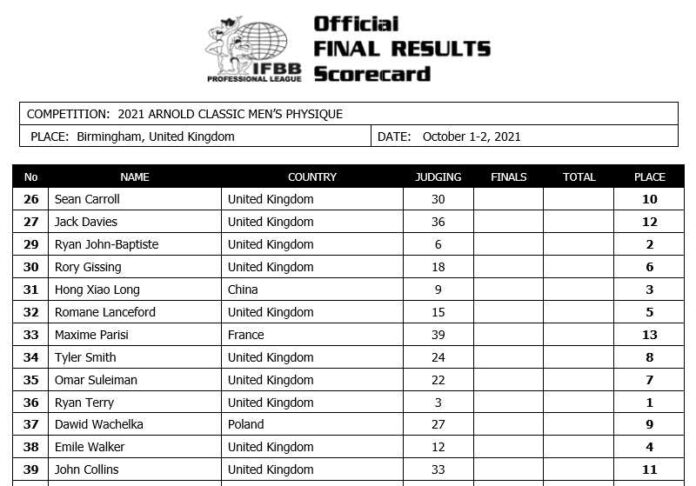 Official
FINAL RESULTS
Scorecard
IFBB
PROFESSIONAL LEAGUE
COMPETITION: 2021 ARNOLD CLASSIC MEN'S PHYSIQUE
PLACE: Birmingham, United Kingdom DATE: October 1-2, 2021
No NAME COUNTRY JUDGING FINALS TOTAL PLACE
26 Sean Carroll United Kingdom 30 10
27 Jack Davies United Kingdom 36 12
29 Ryan John-Baptiste United Kingdom 6 2
30 Rory Gissing United Kingdom 18 6
31 Hong Xiao Long China 9 3
32 Romane Lanceford United Kingdom 15 5
33 Maxime Parisi France 39 13
34 Tyler Smith United Kingdom 24 8
35 Omar Suleiman United Kingdom 22 7
36 Ryan Terry United Kingdom 3 1
37 Dawid Wachelka Poland 27 9
38 Emile Walker United Kingdom 12 4
39 John Collins United Kingdom 33 11